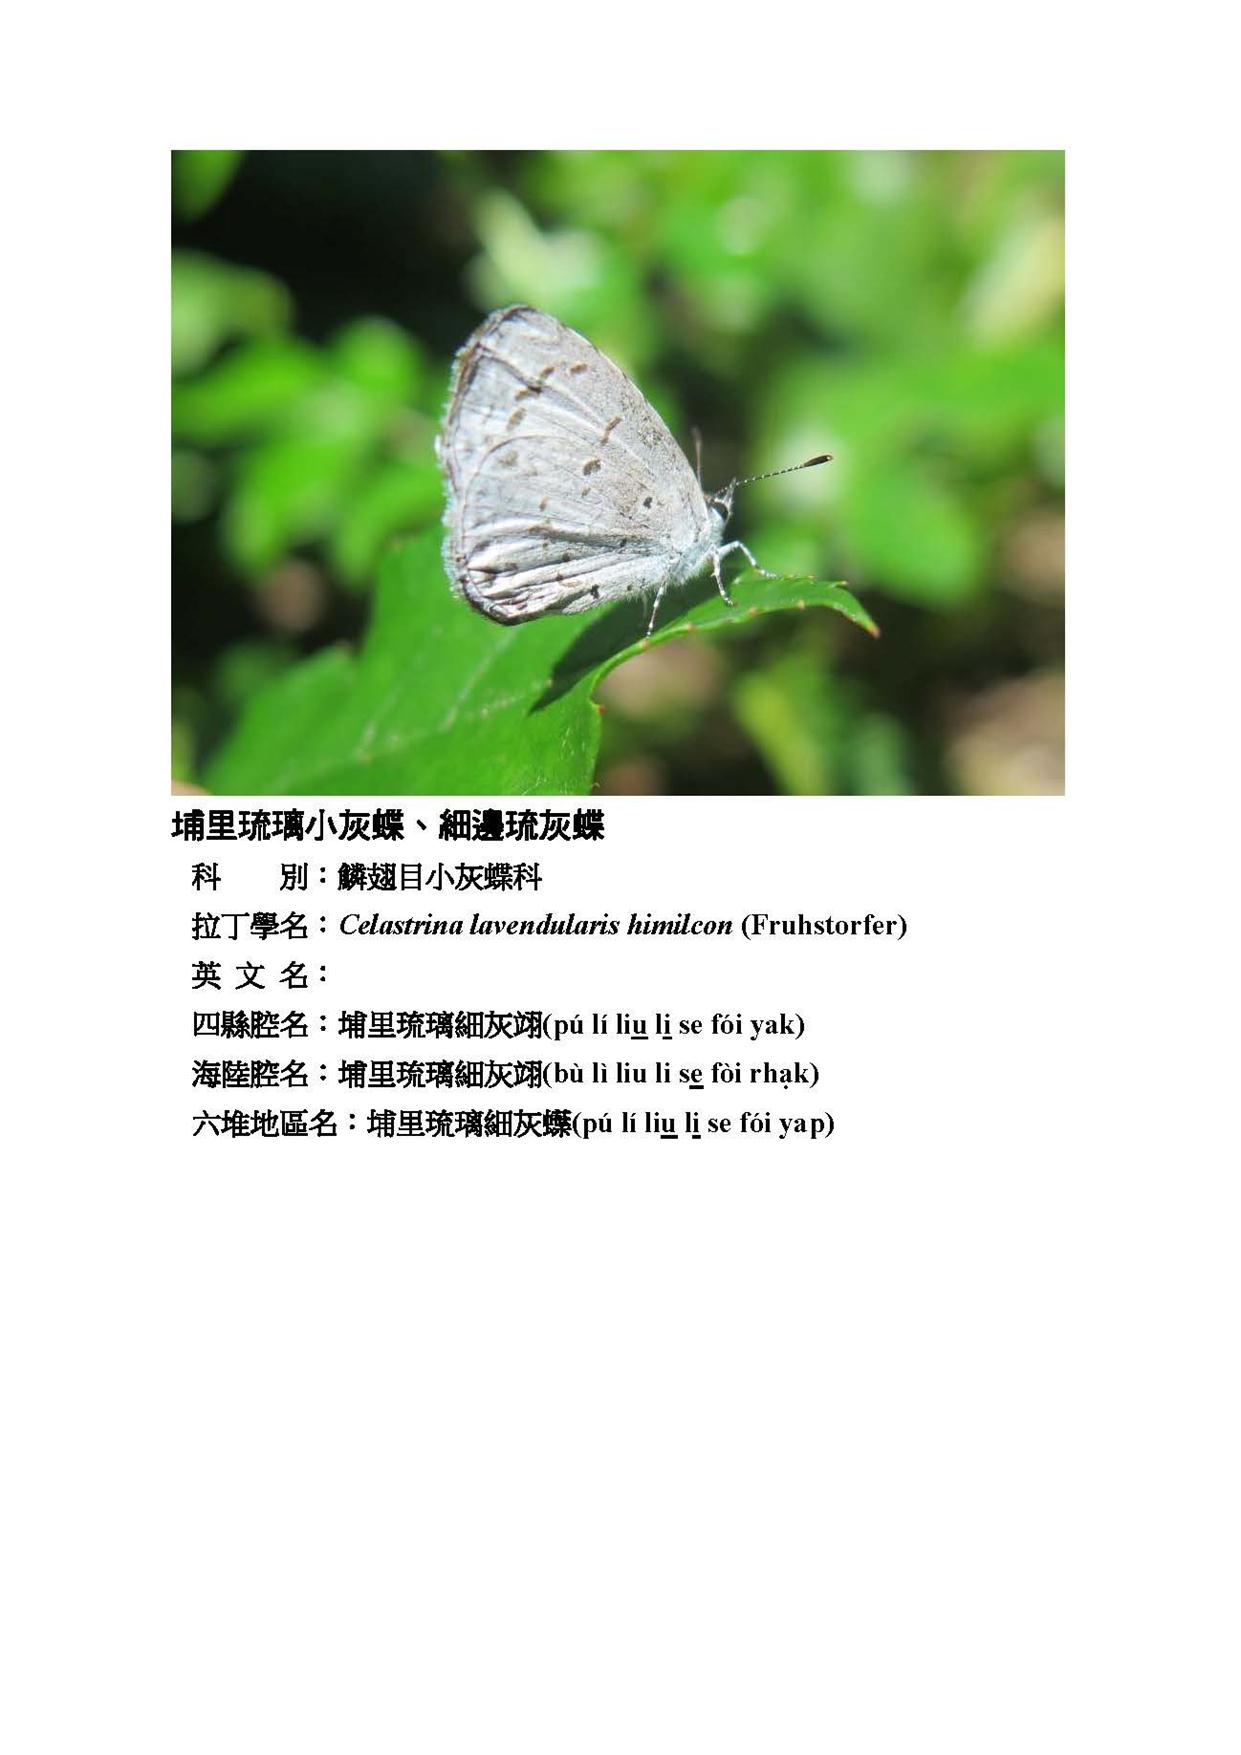 埔里琉璃小灰蝶、細邊琉灰蝶
科　　別：鱗翅目小灰蝶科
拉丁學名：Celastrina lavendularis himilcon (Fruhstorfer)
英 文 名：
四縣腔名：埔里琉璃細灰翊(pú lí liu̲ li̲ se fói yak)
海陸腔名：埔里琉璃細灰翊(bù lì liu li se̲ fòi rhạk)
六堆地區名：埔里琉璃細灰蝶(pú lí liu̲ li̲ se fói yap)